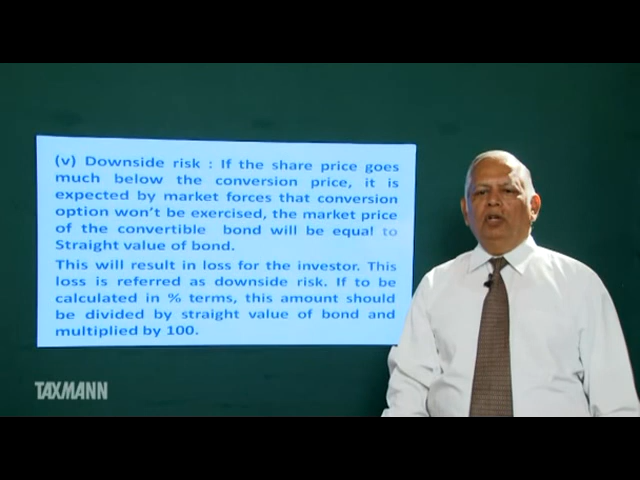 (v) Downside risk : If the share price goes
much below the conversion price, it is
expected by market forces that conversion
option won't be exercised, the market price
of the convertible bond will be equal to
Straight value of bond.
This will result in loss for the investor. This
loss is referred as downside risk. If to be
calculated in % terms, this amount should
be divided by straight value of bond and
multiplied by 100.
TAXMANN